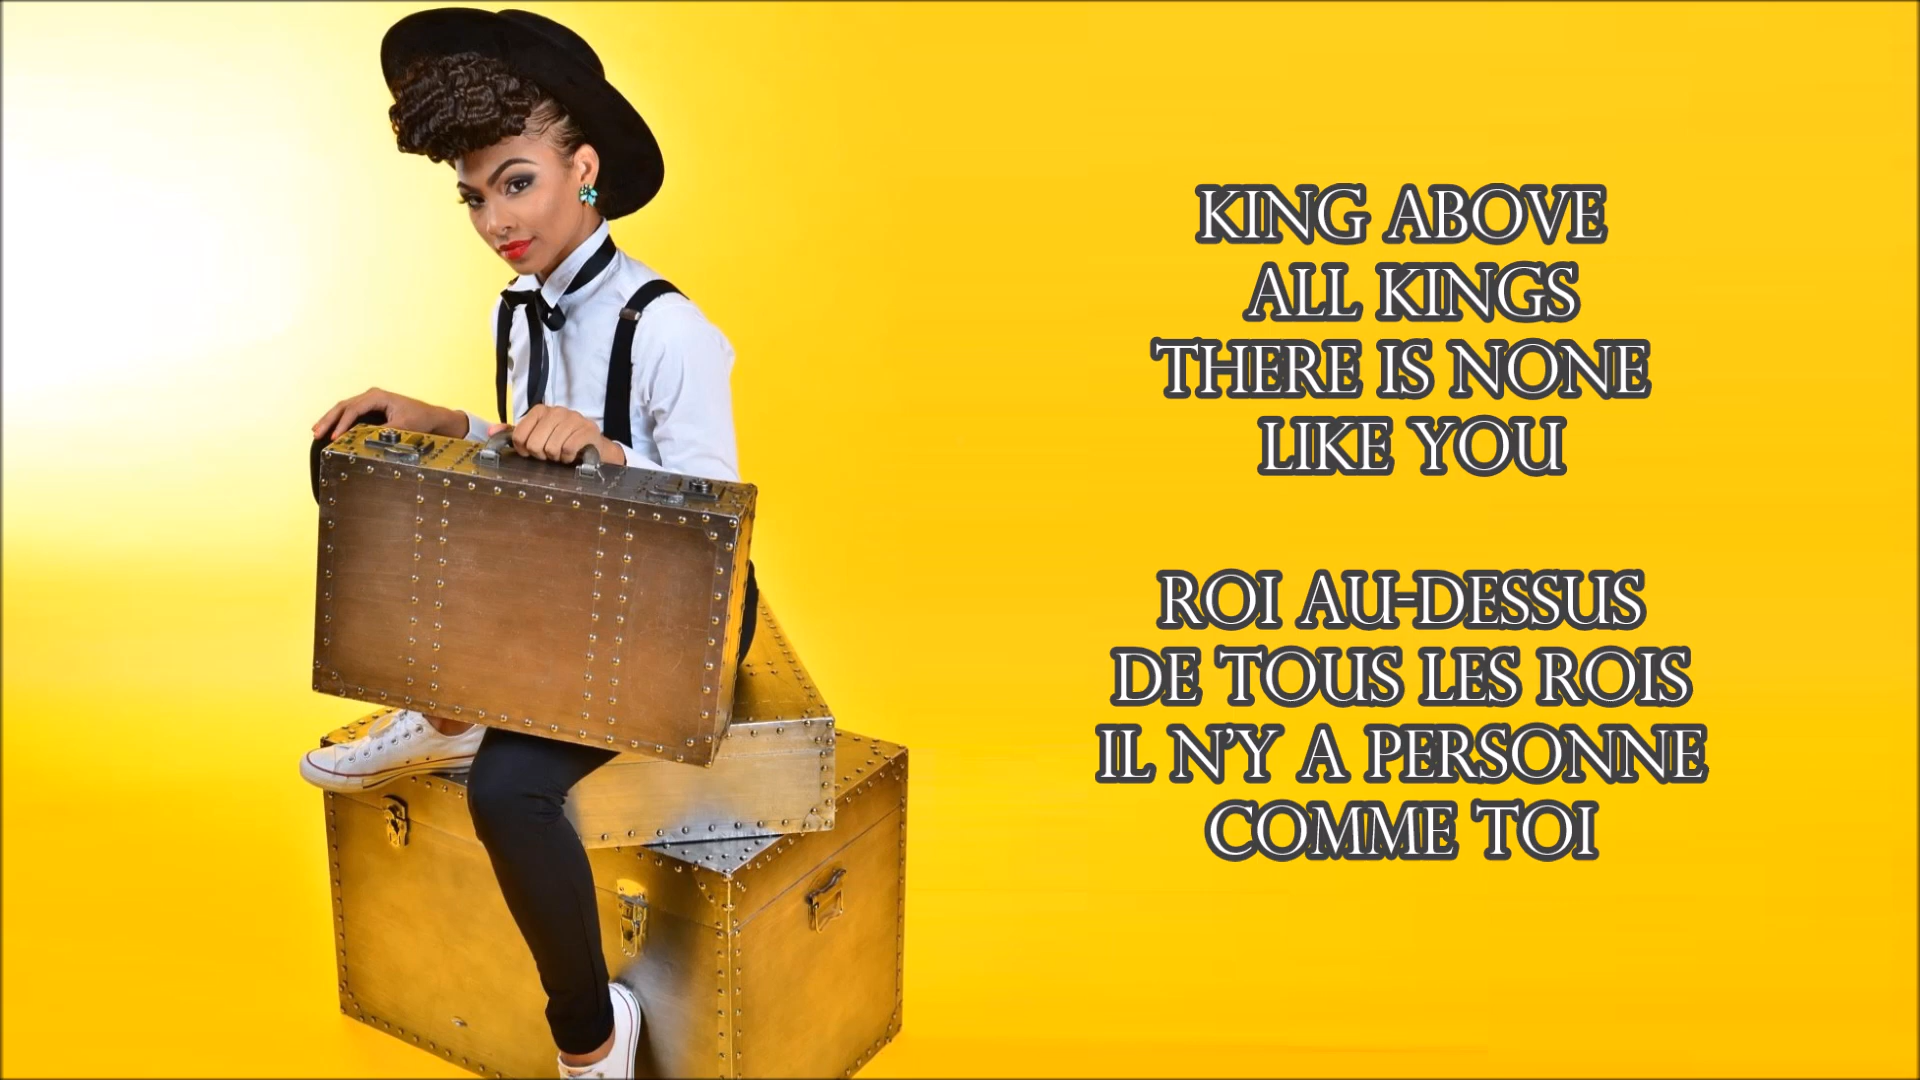 KING ABOVE
ALL KINGS
THERE IS NONE
LIKE YOU
ROI AU-DESSUS
DE TOUS LES ROIS
IL N'Y A PERSONNE
COMME TOI